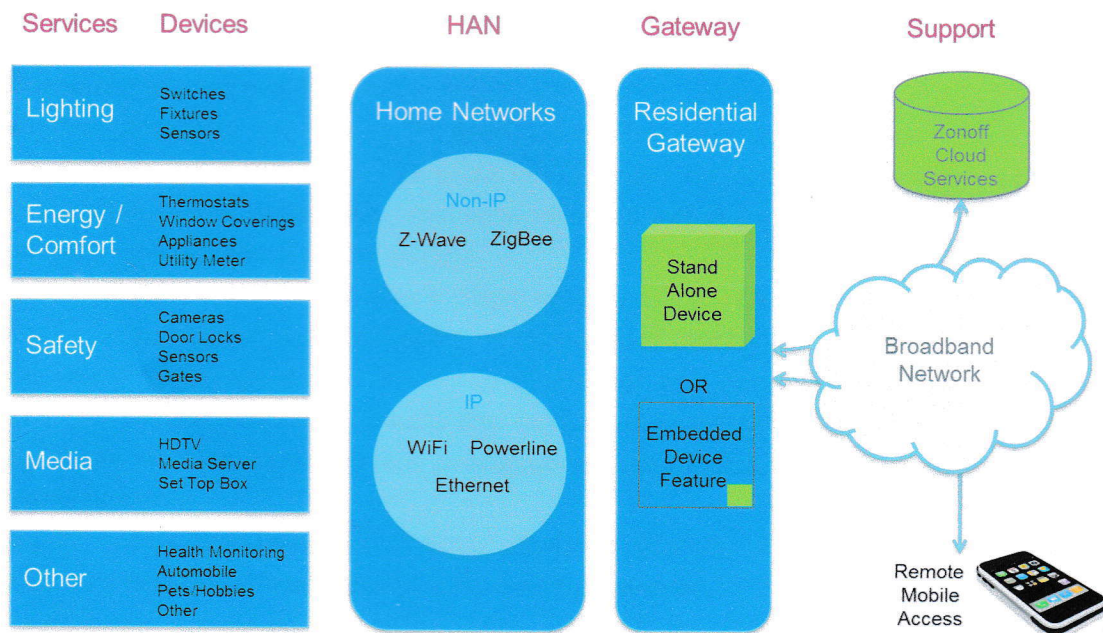 Services
Devices
HAN
Gateway
Support
Lighting
Switches
Fixtures
Sensors
Energy /
Comfort
Thermostats
Window Coverings
Appliances
Utility Meter
Safety
Cameras
Door Locks
Sensors
Gates
Media
HDTV
Media Server
Set Top Box
Other
Health Monitoring
Automobile
Pets/Hobbies
Other
Home Networks
Non-IP
Z-Wave ZigBee
IP
WiFi Powerline
Ethernet
Residential
Gateway
Stand
Alone
Device
OR
Embedded
Device
Feature
Zonoff
Cloud
Services
Broadband
Network
Remote
Mobile
Access